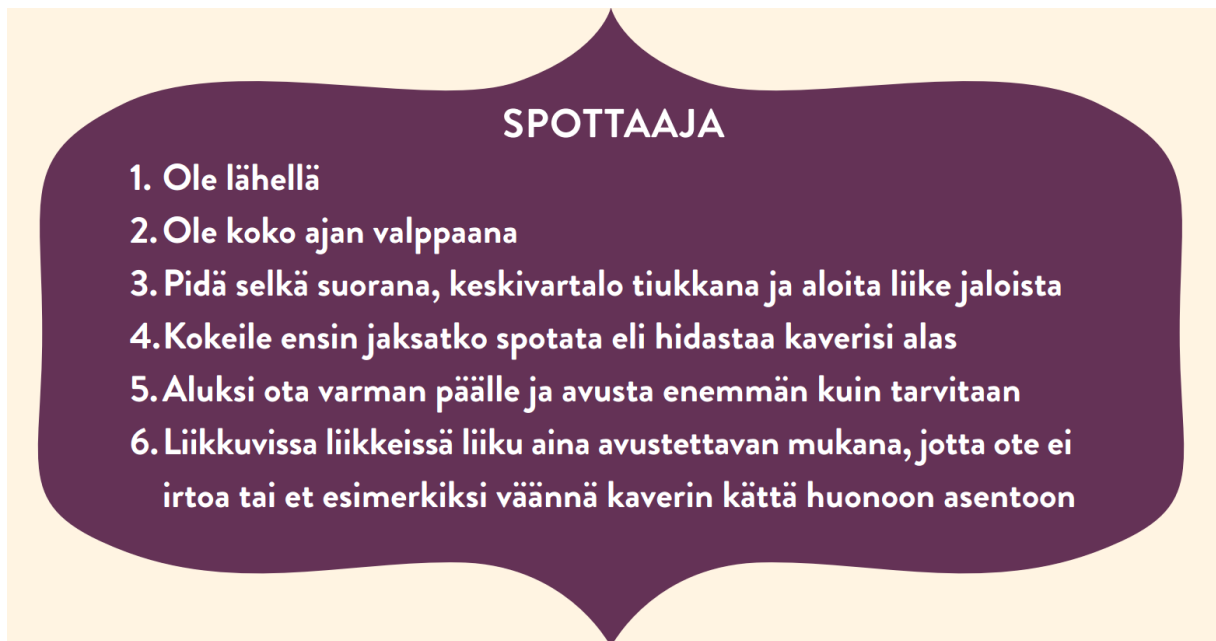 SPOTTAAJA
1. Ole lähellä
2. Ole koko ajan valppaana
3. Pidä selkä suorana, keskivartalo tiukkana ja aloita liike jaloista
4. Kokeile ensin jaksatko spotata eli hidastaa kaverisi alas
5. Aluksi ota varman päälle ja avusta enemmän kuin tarvitaan
6. Liikkuvissa liikkeissä liiku aina avustettavan mukana, jotta ote ei
irtoa tai et esimerkiksi väännä kaverin kättä huonoon asentoon